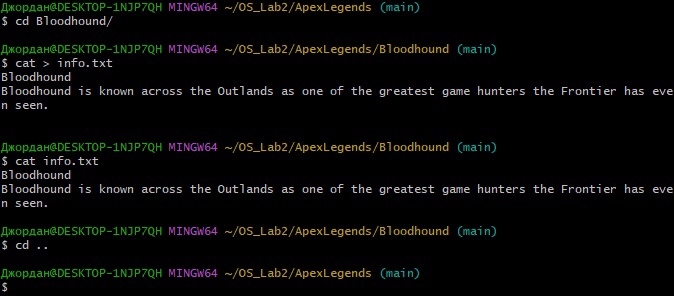 Джордан@DESKTOP-1NJP7QH MINGW64 ~/OS_Lab2/ApexLegends (main)
$ cd Bloodhound/
Джордан@DESKTOP-1NJP7QH MINGW64 ~/OS_Lab2/ApexLegends/Bloodhound (main)
$ cat > info.txt
Bloodhound
Bloodhound is known across the Outlands as one of the greatest game hunters the Frontier has eve
n seen.
Джордан@DESKTOP-1NJP7QH MINGW64 ~/OS_Lab2/ApexLegends/Bloodhound (main)
$ cat info.txt
Bloodhound
Bloodhound is known across the Outlands as one of the greatest game hunters the Frontier has eve
n seen.
Джордан@DESKTOP-1NJP7QH MINGW64 ~/OS_Lab2/ApexLegends/Bloodhound (main)
$ cd ..
Джордан@DESKTOP-1NJP7QH MINGW64 ~/OS_Lab2/ApexLegends (main)
$